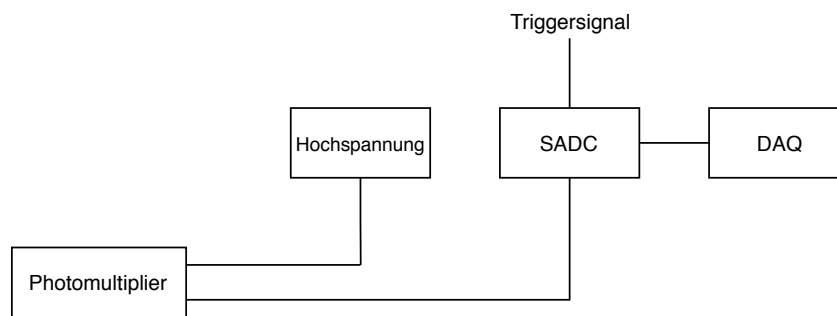 Triggersignal
Hochspannung
SADC
DAQ
Photomultiplier